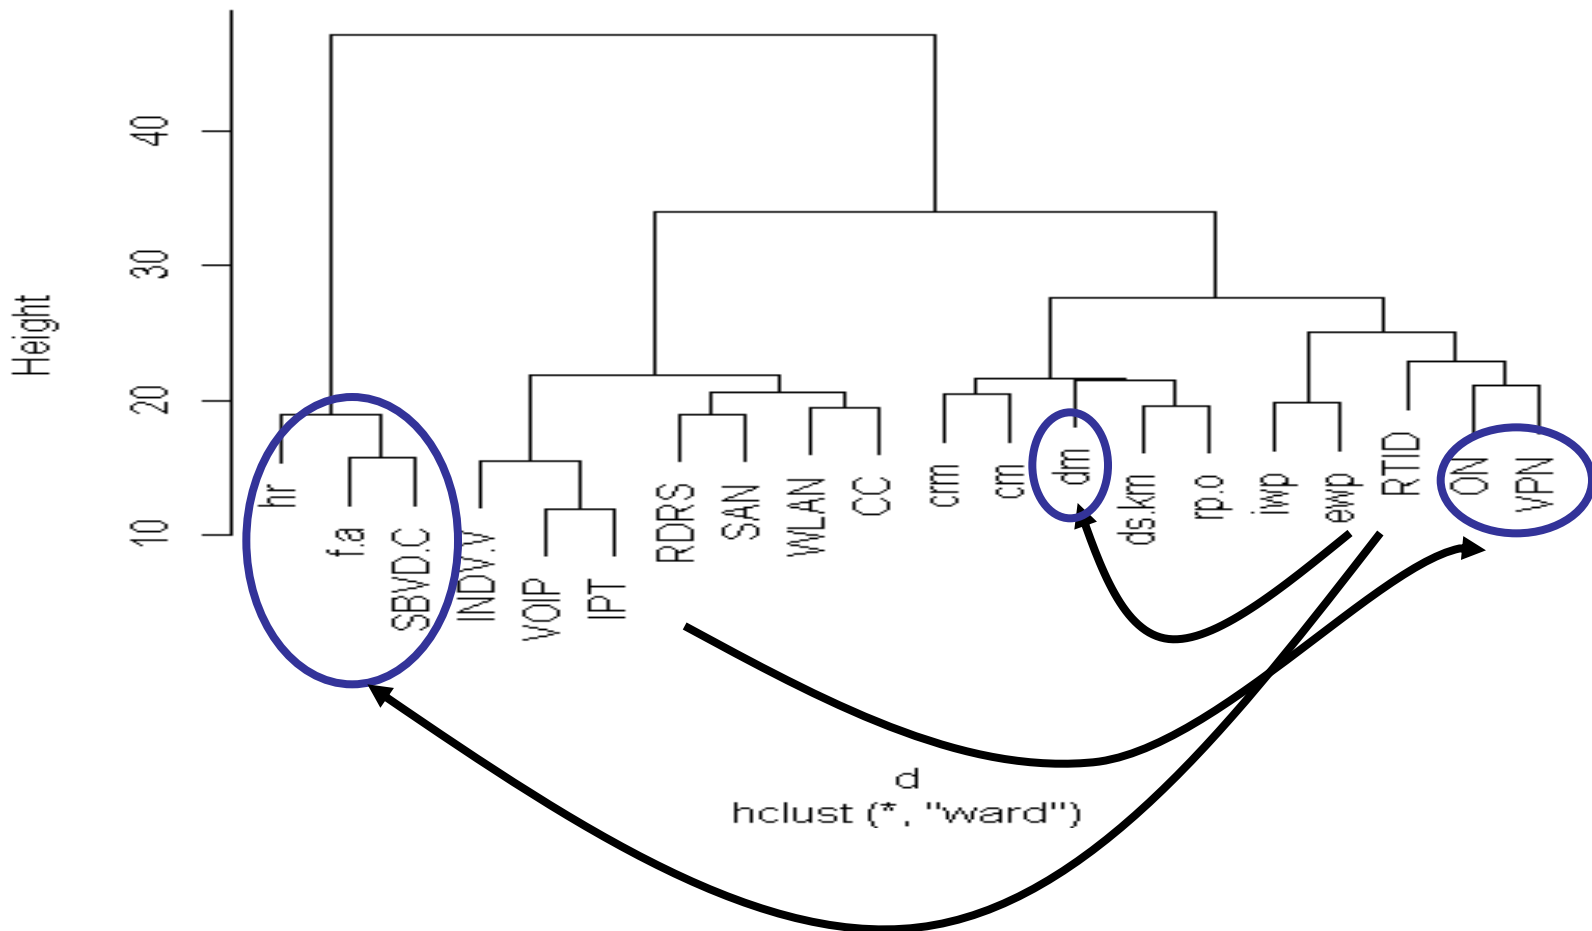 Height
40
30
20
10
hr
f.a
SBVD.C
INDV.V
VOIP
IPT
RDRS
SAN
WLAN
CC
crm
cm
dm
ds.km
rp.o
iwp
ewp
RTID
ON
VPN
d
hclust (*, "ward")